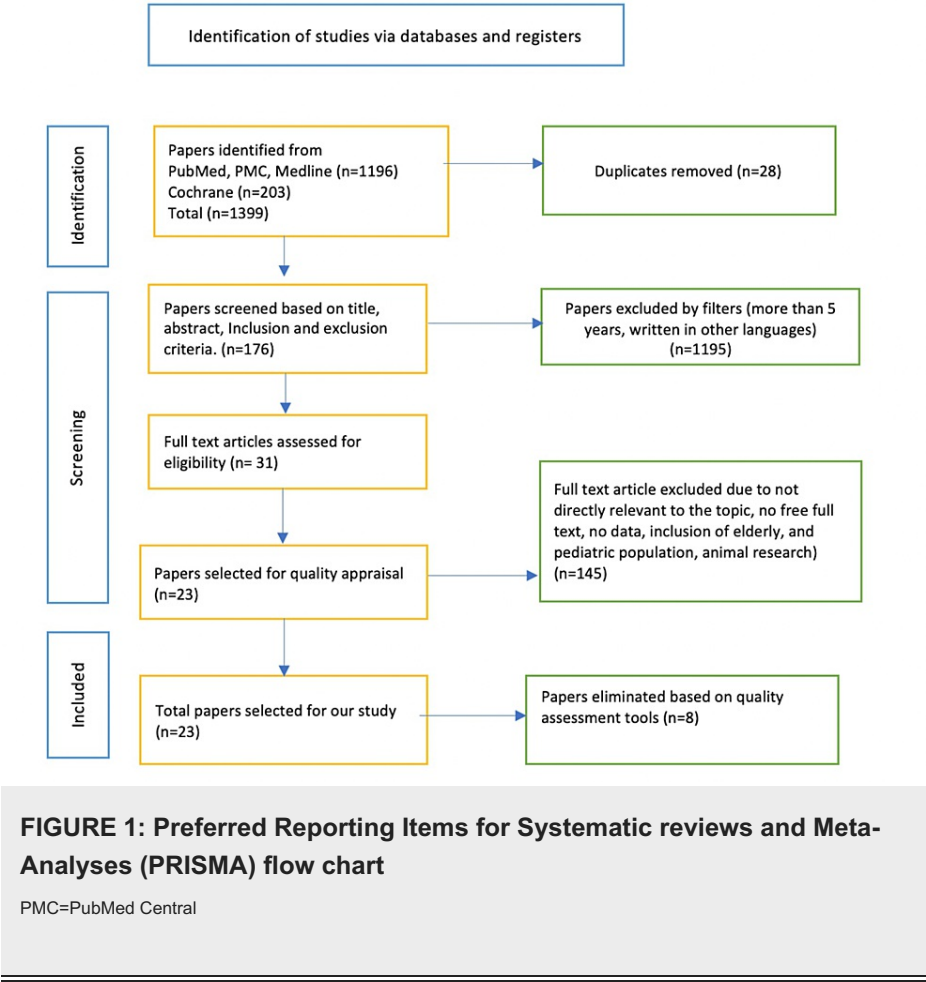 Identification of studies via databases and registers
Identification
Papers identified from
PubMed, PMC, Medline (n=1196)
Cochrane (n=203)
Total (n=1399)
Duplicates removed (n=28)
Screening
Papers screened based on title,
abstract, Inclusion and exclusion
criteria. (n=176)
Papers excluded by filters (more than 5
years, written in other languages)
(n=1195)
Full text articles assessed for
eligibility (n= 31)
Full text article excluded due to not
directly relevant to the topic, no free full
text, no data, inclusion of elderly, and
pediatric population, animal research)
(n=145)
Papers selected for quality appraisal
(n=23)
Included
Total papers selected for our study
(n=23)
Papers eliminated based on quality
assessment tools (n=8)
FIGURE 1: Preferred Reporting Items for Systematic reviews and Meta-
Analyses (PRISMA) flow chart
PMC=PubMed Central